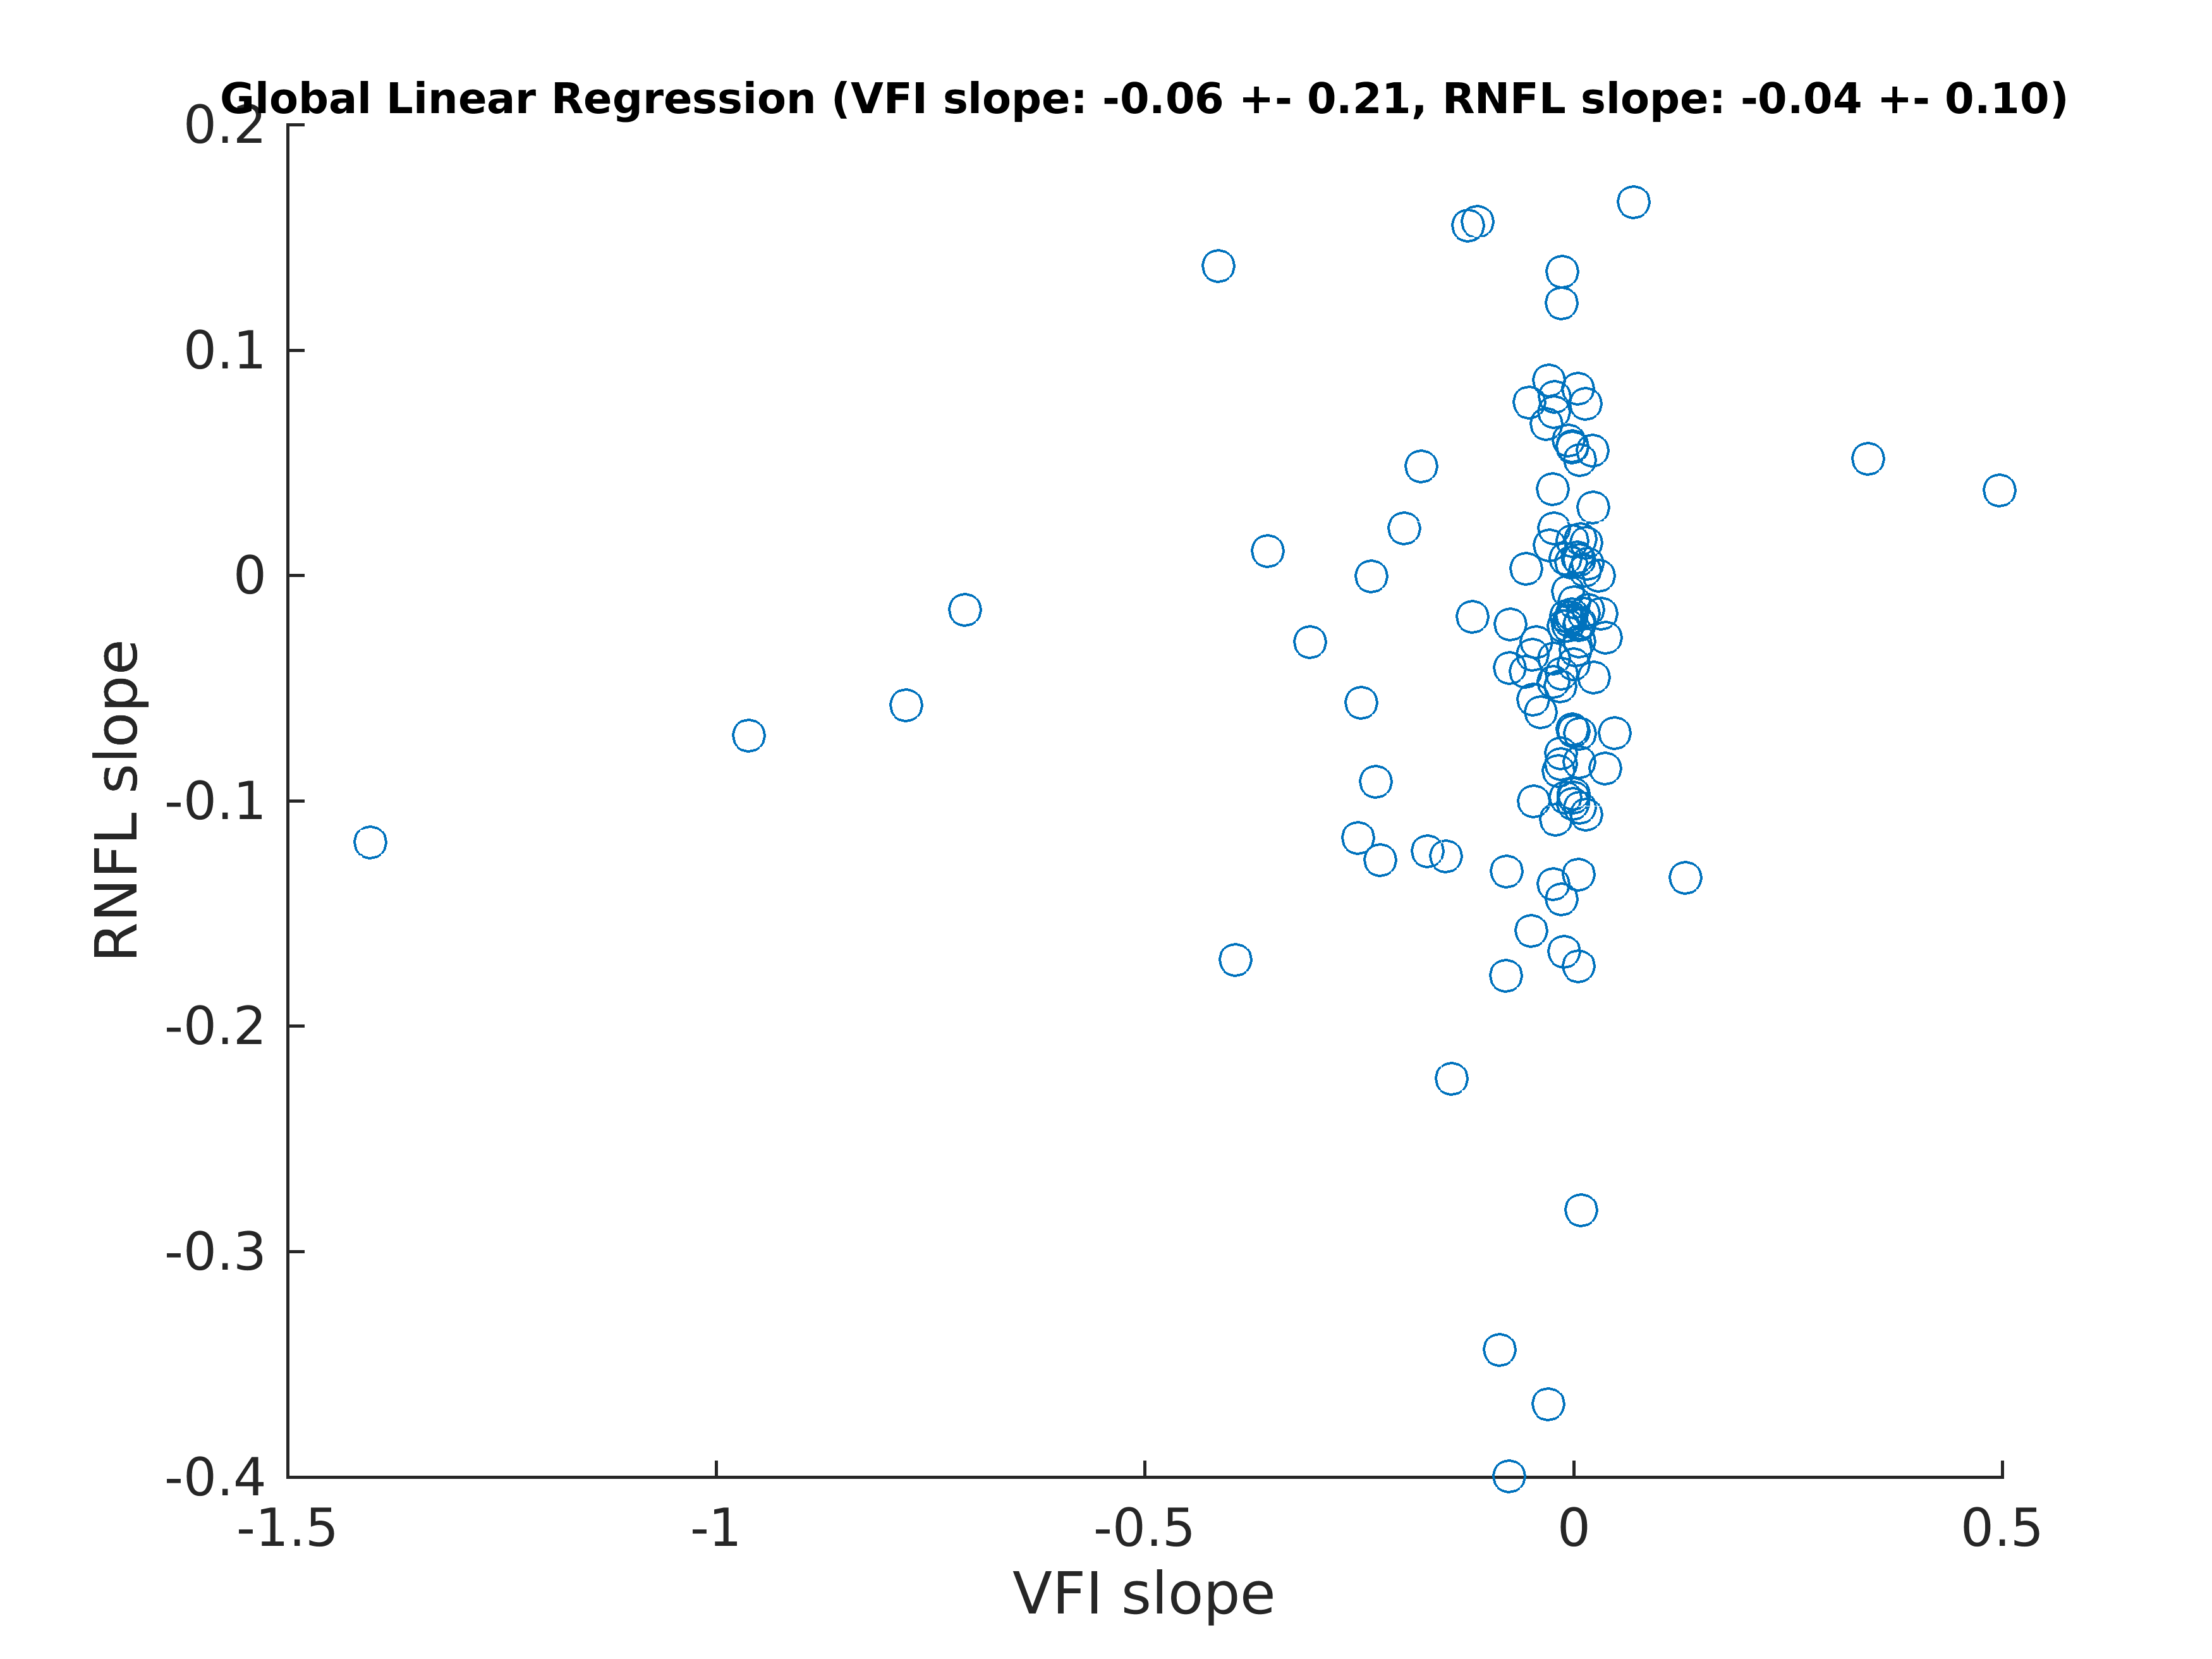 Global Linear Regression (VFI slope: -0.06 +- 0.21, RNFL slope: -0.04 +- 0.10)
0.2
0.1
0
-0.1
-0.2
-0.3
-0.4
RNFL slope
-1.5 -1 -0.5 0 0.5
VFI slope